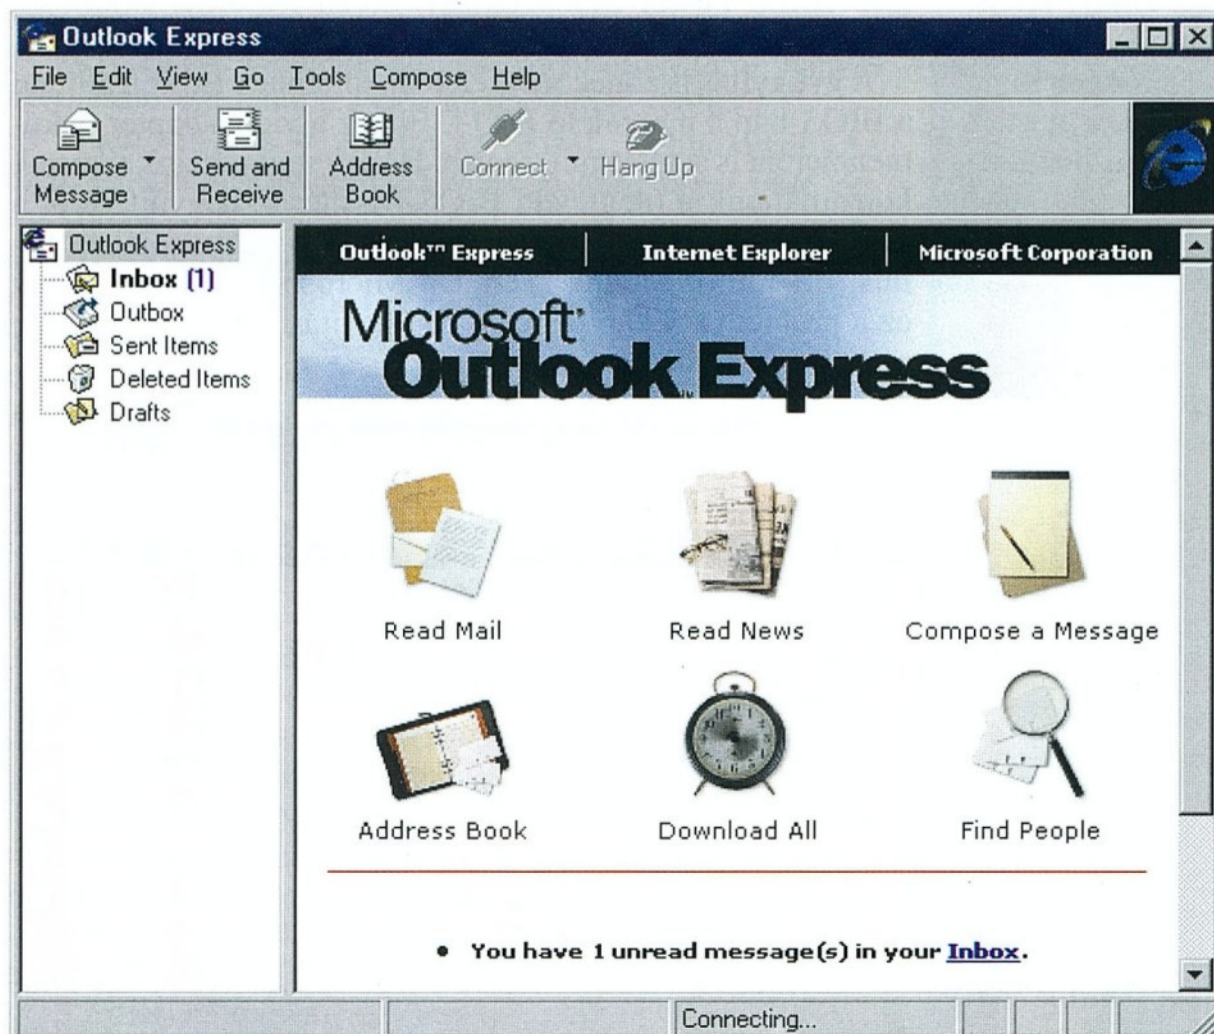 Outlook Express
File Edit View Go Tools Compose Help
Compose Message
Send and Receive
Address Book
Connect
Hang Up
Outlook Express
Inbox (1)
Outbox
Sent Items
Deleted Items
Drafts
Outlook™ Express
Internet Explorer
Microsoft Corporation
Microsoft
Outlook Express
Read Mail
Read News
Compose a Message
Address Book
Download All
Find People
• You have 1 unread message(s) in your Inbox.
Connecting...